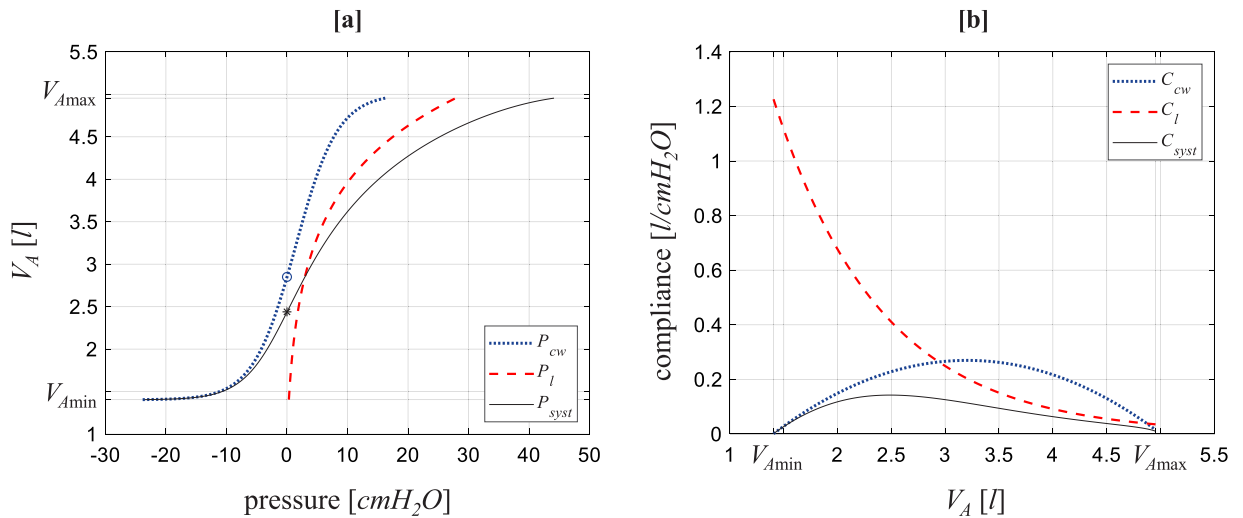 [a]
5.5
V_Amax
4.5
4
3.5
3
2.5
2
V_Amin
1
V_A [l]
-30 -20 -10 0 10 20 30 40 50
pressure [cmH₂O]
P_cw
P_l
P_syst
[b]
1.4
1.2
1
0.8
0.6
0.4
0.2
0
compliance [l/cmH₂O]
1 V_Amin 2 2.5 3 3.5 4 4.5 V_Amax 5.5
V_A [l]
C_cw
C_l
C_syst